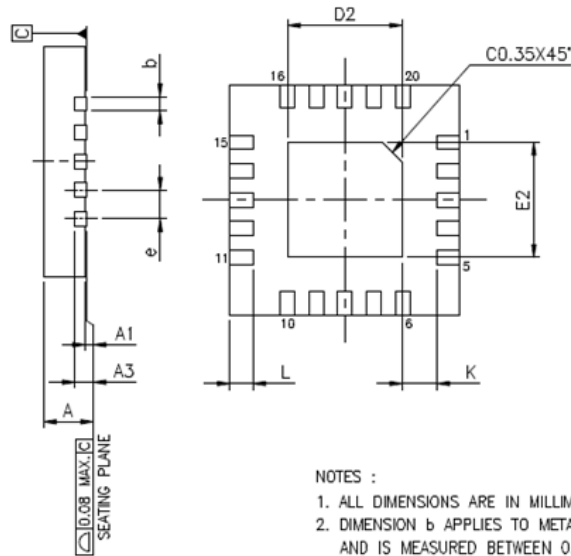 C
D2
C0.35X45°
b
16
20
15
1
E2
e
11
5
10
6
A1
A3
L
K
A
0.08 MAX. C
SEATING PLANE
NOTES :
1. ALL DIMENSIONS ARE IN MILLIM
2. DIMENSION b APPLIES TO META
AND IS MEASURED BETWEEN 0